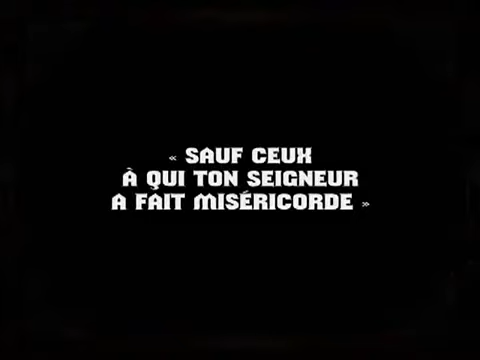 « SAUF CEUX
À QUI TON SEIGNEUR
A FAIT MISÉRICORDE »